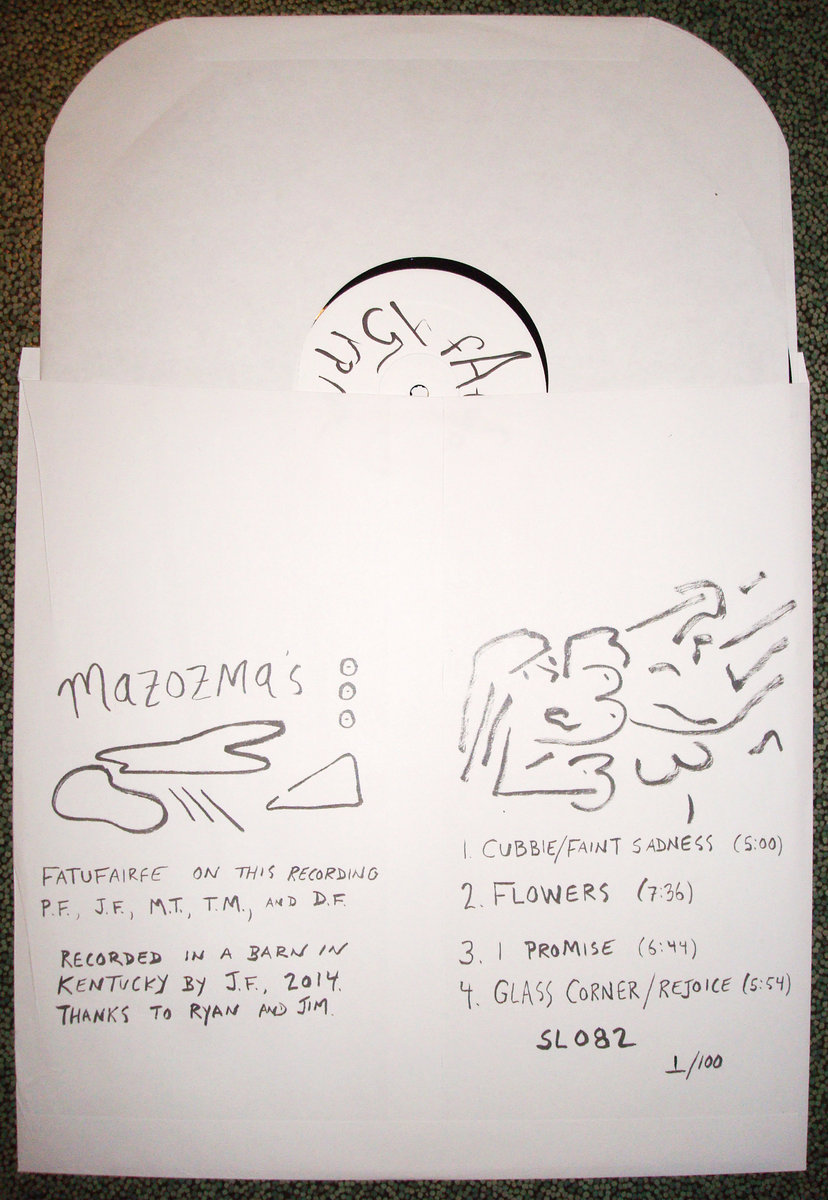 fA
mazozma's
FATUFAIRFE ON THIS RECORDING
P.F., J.F., M.T., T.M., AND D.F.
RECORDED IN A BARN IN
KENTUCKY BY J.F., 2014.
THANKS TO RYAN AND JIM.
1. CUBBIE/FAINT SADNESS (5:00)
2. FLOWERS (7:36)
3. I PROMISE (6:44)
4. GLASS CORNER/REJOICE (5:54)
SL082
1/100